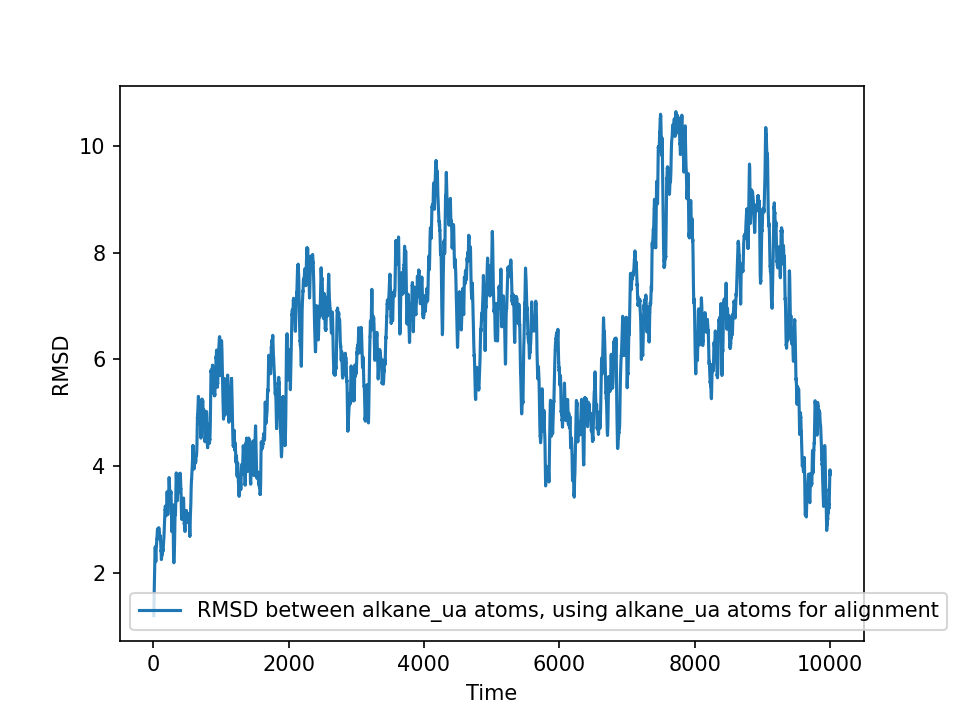 10
8
6
4
2
RMSD
RMSD between alkane_ua atoms, using alkane_ua atoms for alignment
0 2000 4000 6000 8000 10000
Time